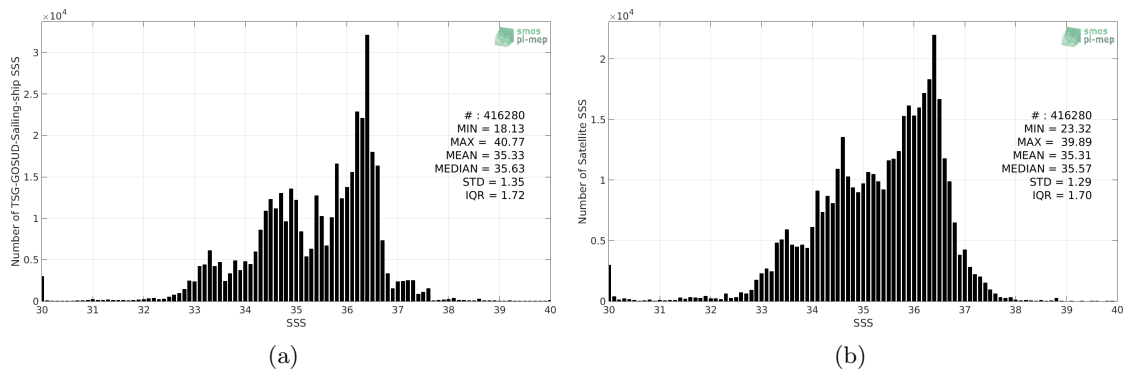 ×10⁴
3
2.5
2
1.5
1
0.5
0
Number of TSG-GOSUD-Sailing-ship SSS
smos
pi-mep
# : 416280
MIN = 18.13
MAX = 40.77
MEAN = 35.33
MEDIAN = 35.63
STD = 1.35
IQR = 1.72
30 31 32 33 34 35 36 37 38 39 40
SSS
(a)
×10⁴
2
1.5
1
0.5
0
Number of Satellite SSS
smos
pi-mep
# : 416280
MIN = 23.32
MAX = 39.89
MEAN = 35.31
MEDIAN = 35.57
STD = 1.29
IQR = 1.70
30 31 32 33 34 35 36 37 38 39 40
SSS
(b)